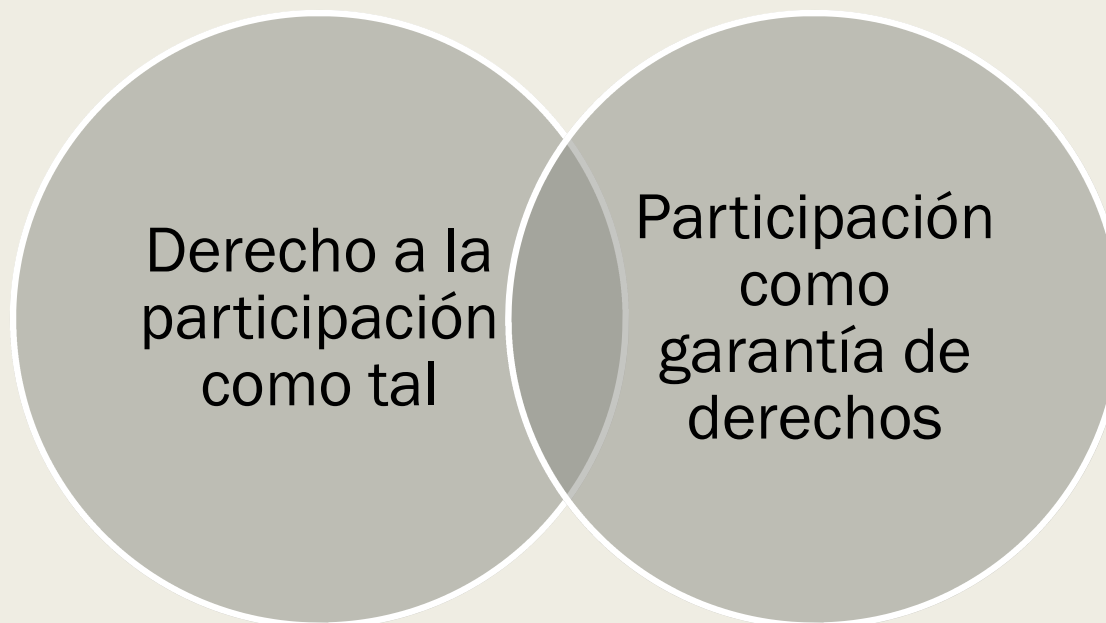 Derecho a la
participación
como tal
Participación
como
garantía de
derechos